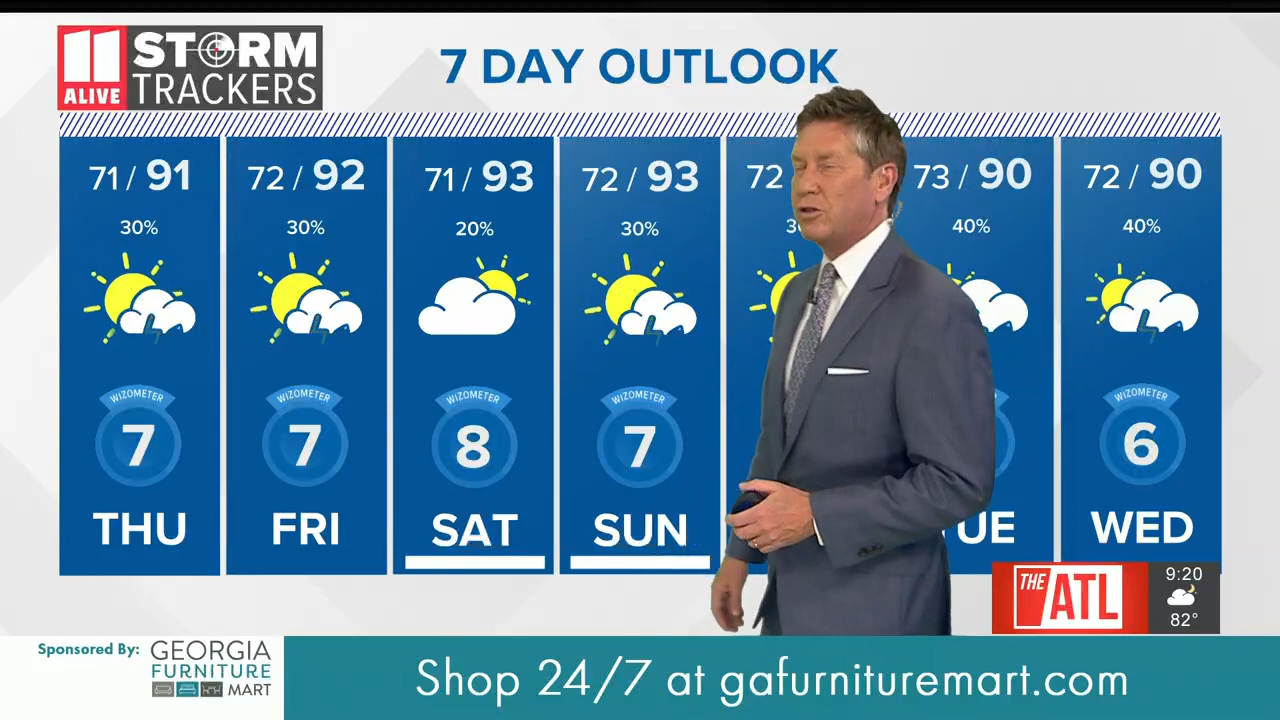 11 ALIVE
STORM TRACKERS
7 DAY OUTLOOK
71 / 91
30%
WIZOMETER
7
THU
72 / 92
30%
WIZOMETER
7
FRI
71 / 93
20%
WIZOMETER
8
SAT
72 / 93
30%
WIZOMETER
7
SUN
72
73 / 90
40%
UE
72 / 90
40%
WIZOMETER
6
WED
THE ATL
9:20
82°
Sponsored By:
GEORGIA
FURNITURE
MART
Shop 24/7 at gafurnituremart.com